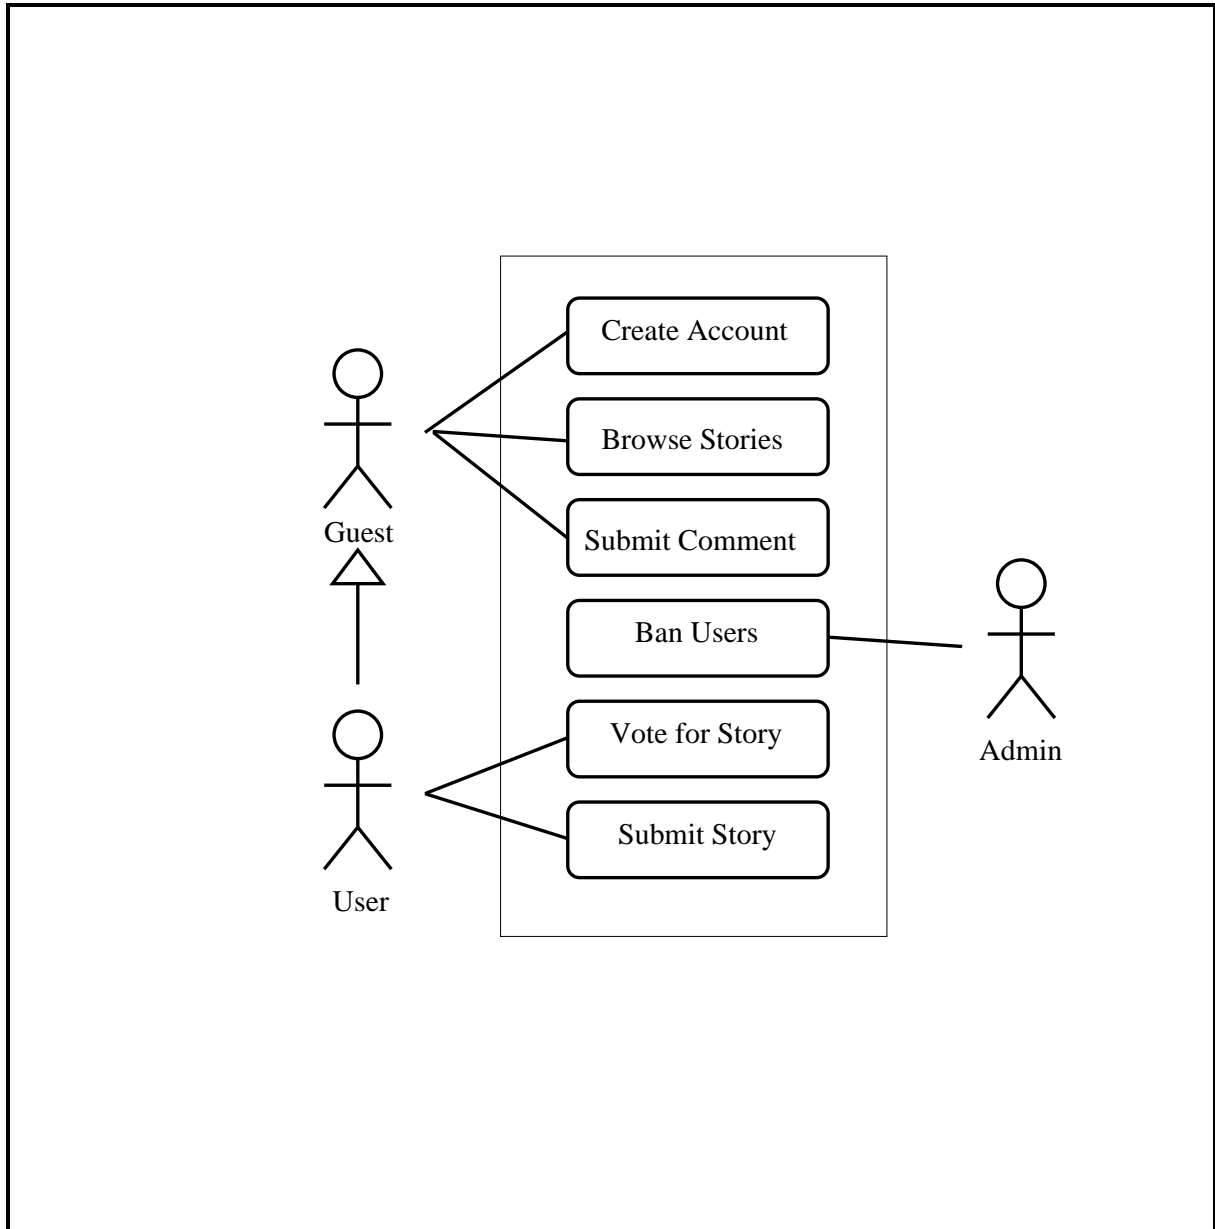 Create Account
Browse Stories
Guest
Submit Comment
Ban Users
Vote for Story
Admin
Submit Story
User